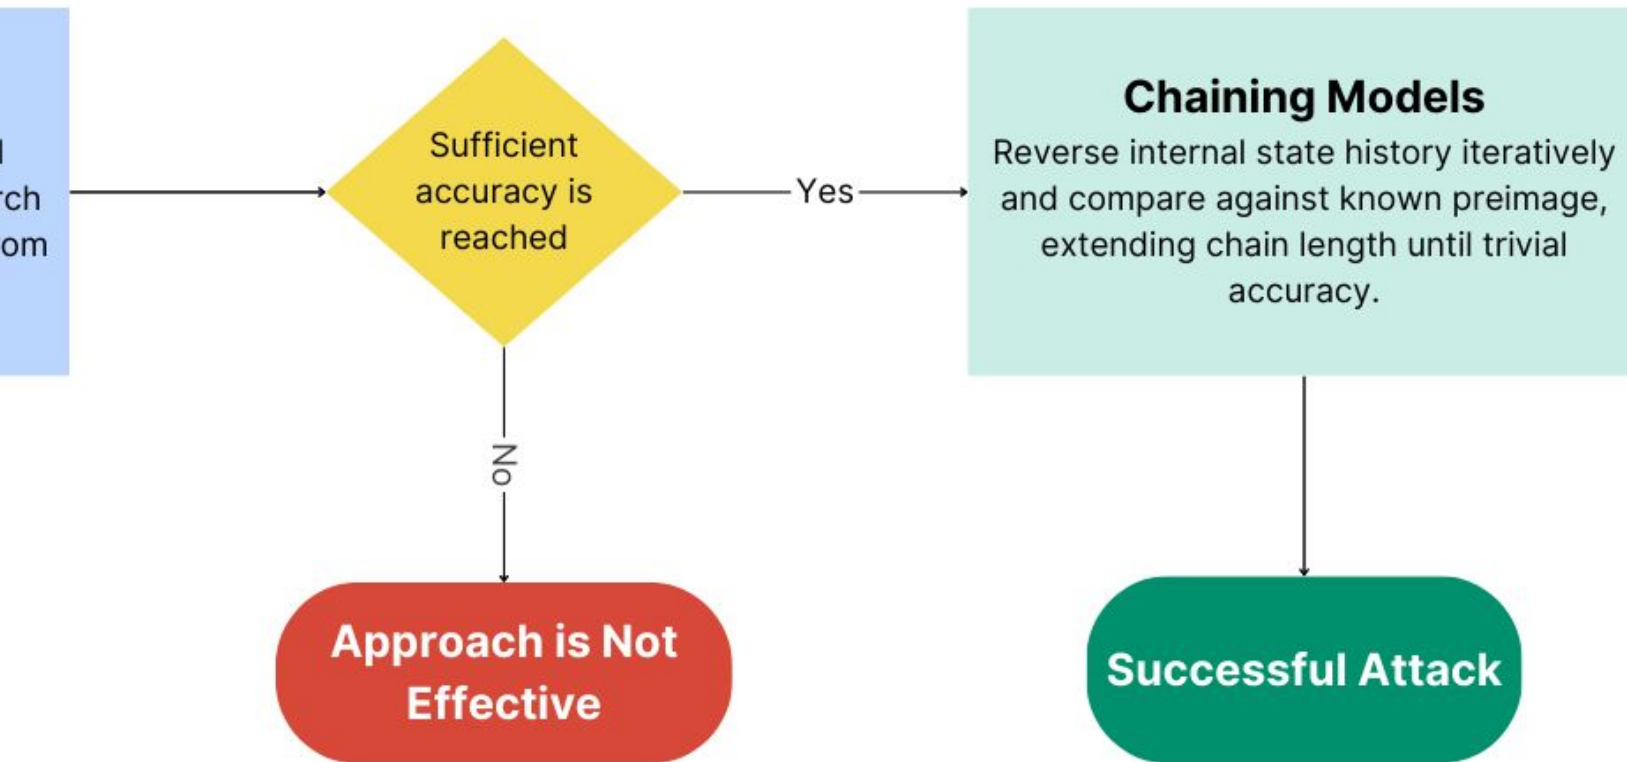 Sufficient
accuracy is
reached
Yes
Chaining Models
Reverse internal state history iteratively
and compare against known preimage,
extending chain length until trivial
accuracy.
No
Approach is Not
Effective
Successful Attack